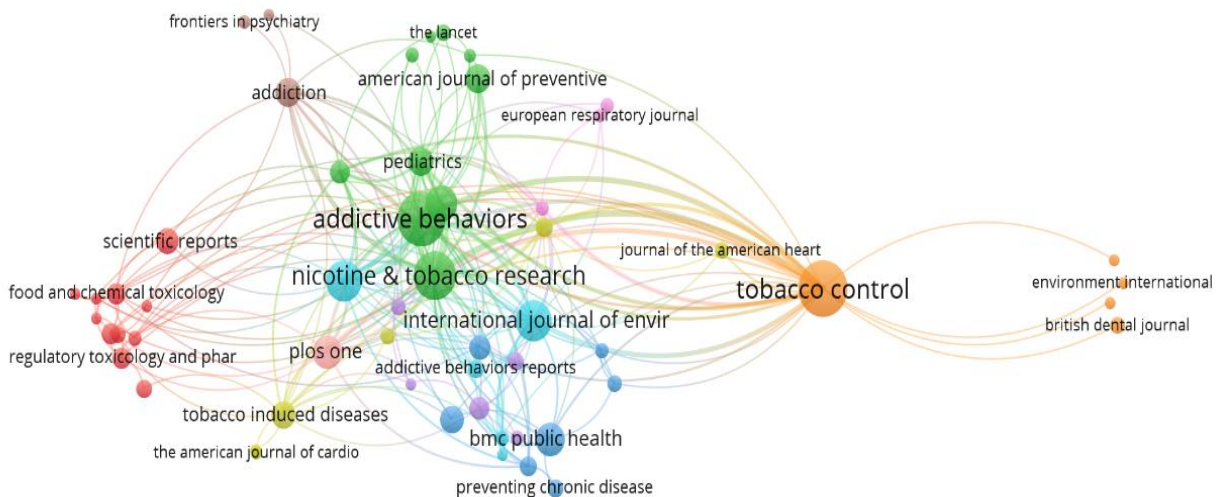 frontiers in psychiatry
the lancet
american journal of preventive
addiction
european respiratory journal
pediatrics
addictive behaviors
scientific reports
journal of the american heart
nicotine & tobacco research
environment international
tobacco control
food and chemical toxicology
international journal of envir
british dental journal
regulatory toxicology and phar
plos one
addictive behaviors reports
tobacco induced diseases
bmc public health
the american journal of cardio
preventing chronic disease